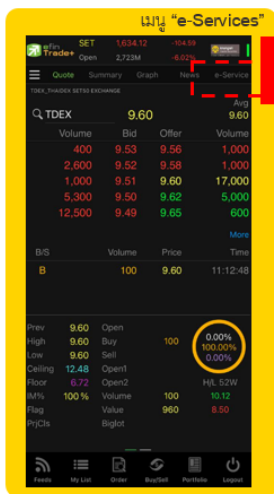 เมนู “e-Services”
efin Trade+ SET 1,634.12 -104.59
Open 2,723M -6.02%
Quote Summary Graph News e-Service
TDEX_THAIDEX SET50 EXCHANGE
TDEX 9.60 Avg 9.60
Volume Bid Offer Volume
400 9.53 9.56 1,000
2,600 9.52 9.58 1,000
1,000 9.51 9.60 17,000
5,300 9.50 9.62 5,000
12,500 9.49 9.65 600
More
B/S Volume Price Time
B 100 9.60 11:12:48
Prev 9.60 Open
High 9.60 Buy 100 0.00%
Low 9.60 Sell 100.00%
Ceiling 12.48 Open1 0.00%
Floor 6.72 Open2 H/L 52W
IM% 100 % Volume 100 10.12
Flag Value 960 8.50
PrjCls Biglot
Feeds My List Order Buy/Sell Portfolio Logout